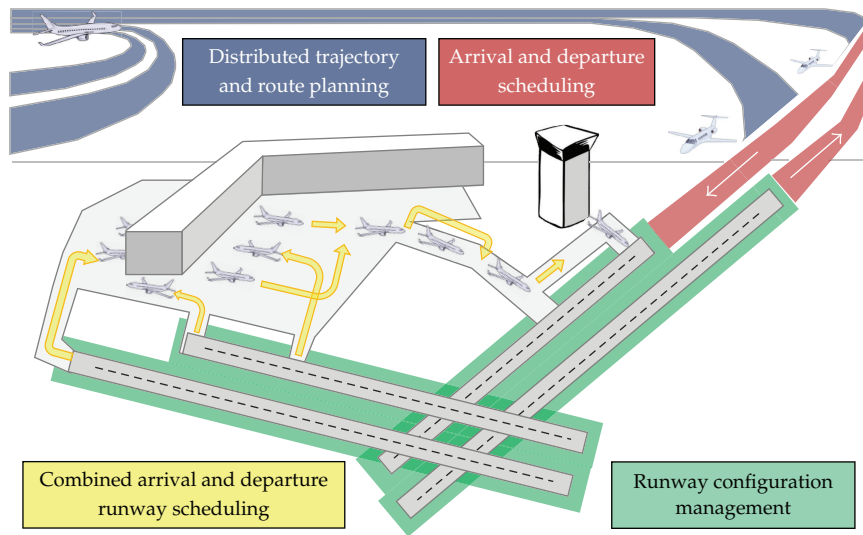 Distributed trajectory
and route planning
Arrival and departure
scheduling
Combined arrival and departure
runway scheduling
Runway configuration
management